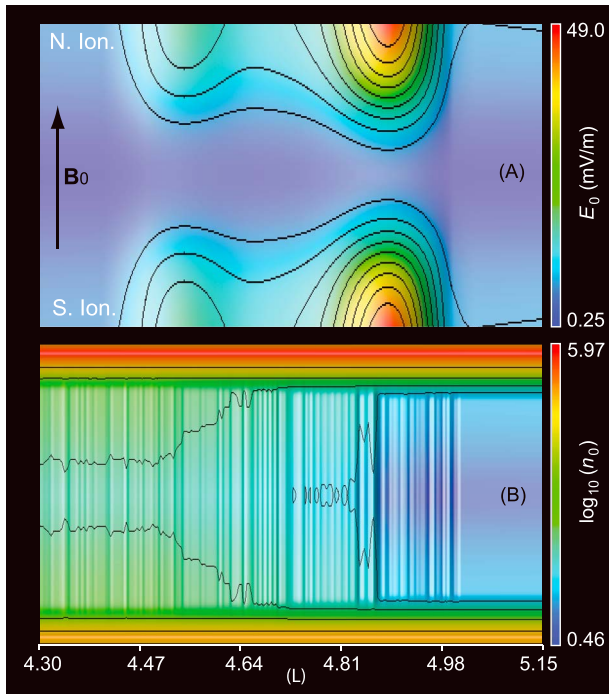 N. Ion.
49.0
B0
(A)
E0 (mV/m)
S. Ion.
0.25
5.97
(B)
log10 (n0)
0.46
4.30 4.47 4.64 4.81 4.98 5.15
(L)